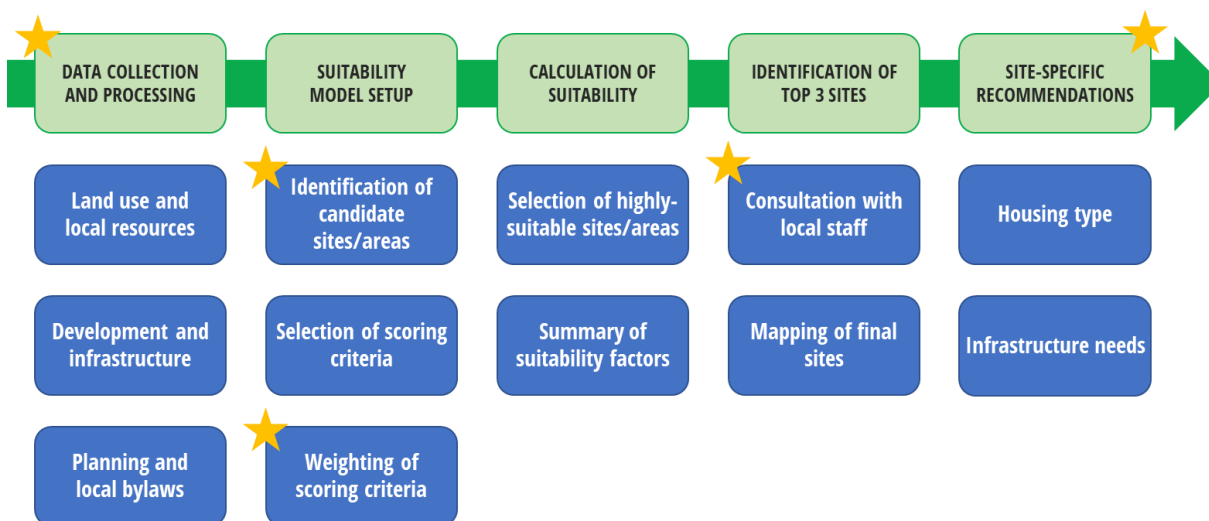 DATA COLLECTION
AND PROCESSING
SUITABILITY
MODEL SETUP
CALCULATION OF
SUITABILITY
IDENTIFICATION OF
TOP 3 SITES
SITE-SPECIFIC
RECOMMENDATIONS
Land use and
local resources
Identification of
candidate
sites/areas
Selection of highly-
suitable sites/areas
Consultation with
local staff
Housing type
Development and
infrastructure
Selection of scoring
criteria
Summary of
suitability factors
Mapping of final
sites
Infrastructure needs
Planning and
local bylaws
Weighting of
scoring criteria